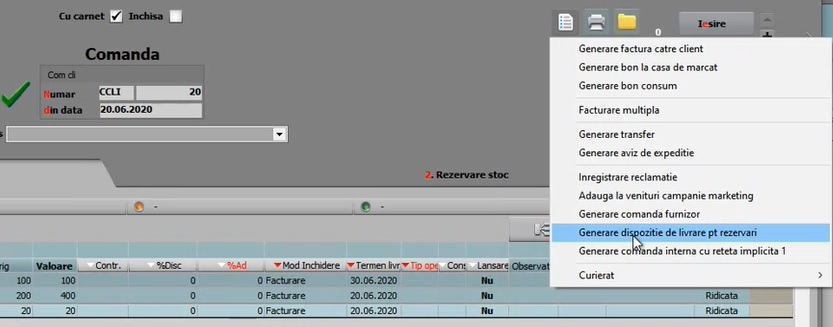 Cu carnet Inchisa
Iesire
0
Comanda
Com cli
Numar CCLI 20
din data 20.06.2020
s
2. Rezervare stoc
-
-
Generare factura catre client
Generare bon la casa de marcat
Generare bon consum
Facturare multipla
Generare transfer
Generare aviz de expeditie
Inregistrare reclamatie
Adauga la venituri campanie marketing
Generare comanda furnizor
Generare dispozitie de livrare pt rezervari
Generare comanda interna cu reteta implicita 1
Curierat
rig Valoare Contr. %Disc %Ad Mod Inchidere Termen livr Tip ope Com Lansare Observat
100 100 0 0 Facturare 30.06.2020 Nu
200 400 0 0 Facturare 20.06.2020 Nu Ridicata
20 20 0 0 Facturare 20.06.2020 Nu Ridicata